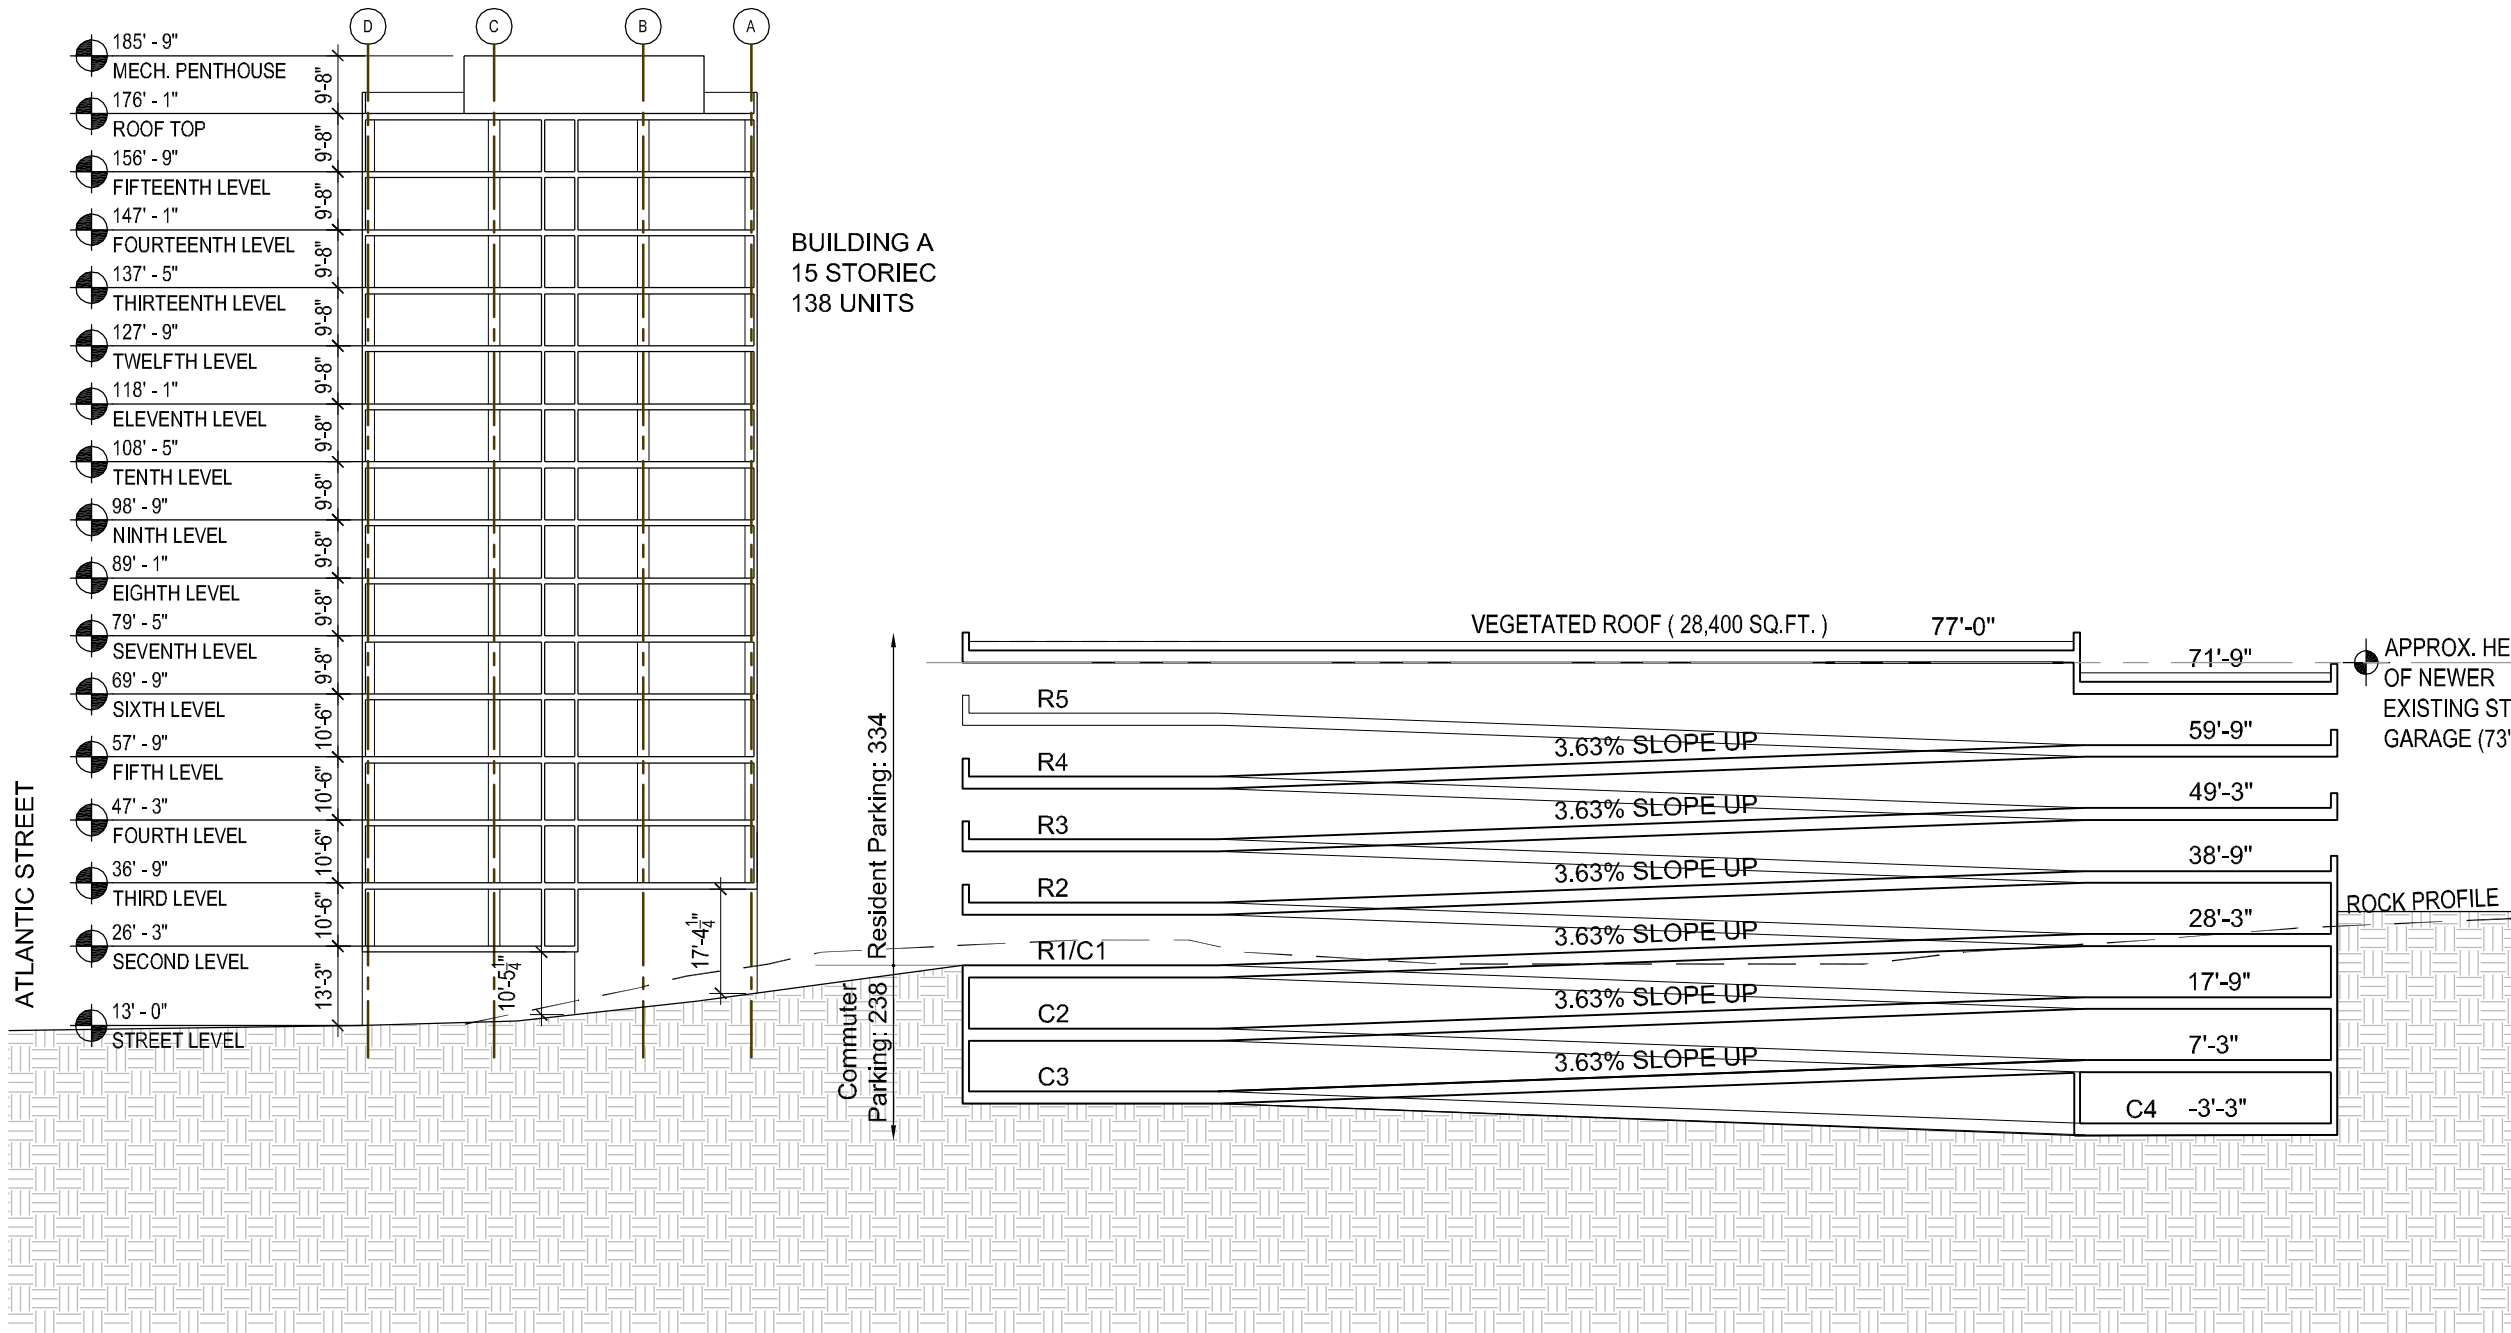 D
C
B
A
185' - 9"
MECH. PENTHOUSE
176' - 1"
ROOF TOP
156' - 9"
FIFTEENTH LEVEL
147' - 1"
FOURTEENTH LEVEL
137' - 5"
THIRTEENTH LEVEL
127' - 9"
TWELFTH LEVEL
118' - 1"
ELEVENTH LEVEL
108' - 5"
TENTH LEVEL
98' - 9"
NINTH LEVEL
89' - 1"
EIGHTH LEVEL
79' - 5"
SEVENTH LEVEL
69' - 9"
SIXTH LEVEL
57' - 9"
FIFTH LEVEL
47' - 3"
FOURTH LEVEL
36' - 9"
THIRD LEVEL
26' - 3"
SECOND LEVEL
13' - 0"
STREET LEVEL
ATLANTIC STREET
9'-8"
9'-8"
9'-8"
9'-8"
9'-8"
9'-8"
9'-8"
9'-8"
9'-8"
9'-8"
9'-8"
10'-6"
10'-6"
10'-6"
10'-6"
13'-3"
10'-5 1/4"
17'-4 1/4"
BUILDING A
15 STORIEC
138 UNITS
Resident Parking: 334
Commuter
Parking: 238
VEGETATED ROOF ( 28,400 SQ.FT. )
77'-0"
71'-9"
R5
59'-9"
3.63% SLOPE UP
R4
49'-3"
3.63% SLOPE UP
R3
38'-9"
3.63% SLOPE UP
R2
28'-3"
3.63% SLOPE UP
R1/C1
17'-9"
3.63% SLOPE UP
C2
7'-3"
3.63% SLOPE UP
C3
C4 -3'-3"
APPROX. HE
OF NEWER
EXISTING ST
GARAGE (73'
ROCK PROFILE